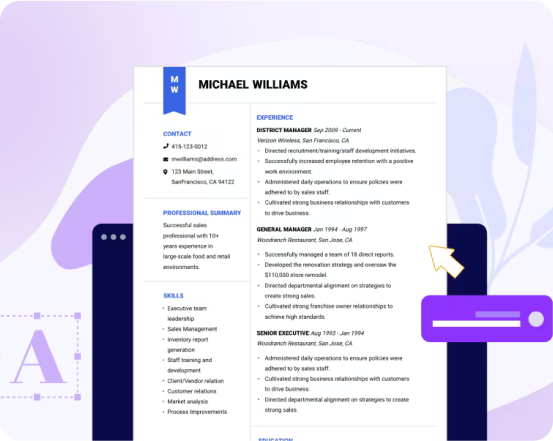 M
W
MICHAEL WILLIAMS
CONTACT
415-123-0012
mwilliams@address.com
123 Main Street,
SanFrancisco, CA 94122
PROFESSIONAL SUMMARY
Successful sales
professional with 10+
years experience in
large-scale food and retail
environments.
SKILLS
• Executive team
leadership
• Sales Management
• Inventory report
generation
• Staff training and
development
• Client/Vendor relation
• Customer relations
• Market analysis
• Process Improvements
EXPERIENCE
DISTRICT MANAGER Sep 2009 - Current
Verizon Wireless, San Francisco, CA
• Directed recruitment/training/staff development initiatives.
• Successfully increased employee retention with a positive
work environment.
• Administered daily operations to ensure policies were
adhered to by sales staff.
• Cultivated strong business relationships with customers
to drive business.
GENERAL MANAGER Jan 1994 - Aug 1997
Woodranch Restaurant, San Jose, CA
• Successfully managed a team of 18 direct reports.
• Developed the renovation strategy and oversaw the
$110,000 store remodel.
• Directed departmental alignment on strategies to
create strong sales.
• Cultivated strong franchise owner relationships to
achieve high standards.
SENIOR EXECUTIVE Aug 1993 - Jan 1994
Woodranch Restaurant, San Jose, CA
• Administered daily operations to ensure policies were
adhered to by sales staff.
• Cultivated strong business relationships with customers
to drive business.
• Directed departmental alignment on strategies to create
strong sales.
EDUCATION
A